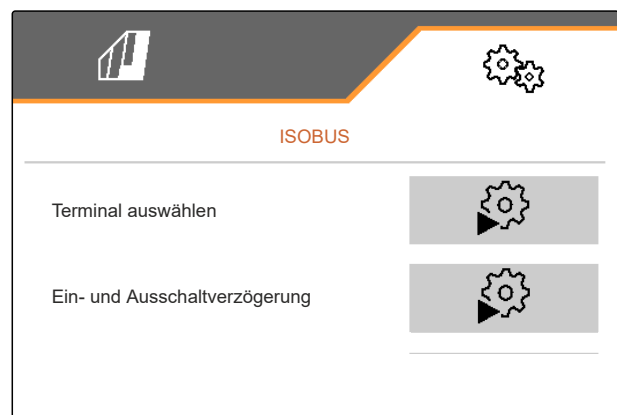 ISOBUS
Terminal auswählen
Ein- und Ausschaltverzögerung